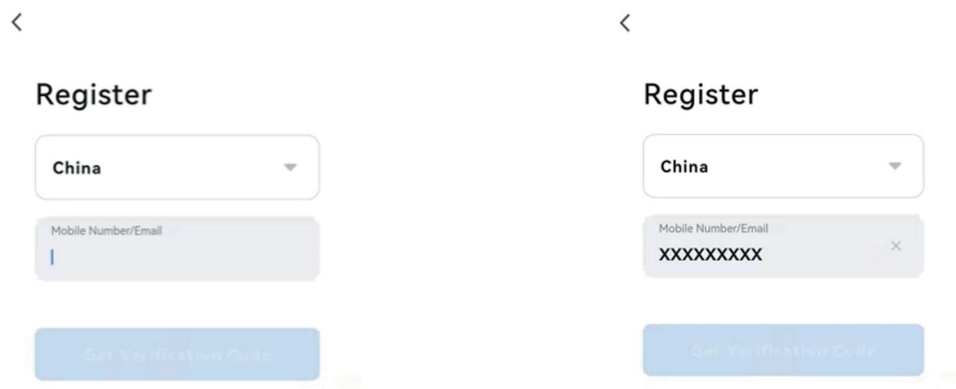 Register
China
Mobile Number/Email
Get Verification Code
Register
China
Mobile Number/Email
XXXXXXXXX
Get Verification Code